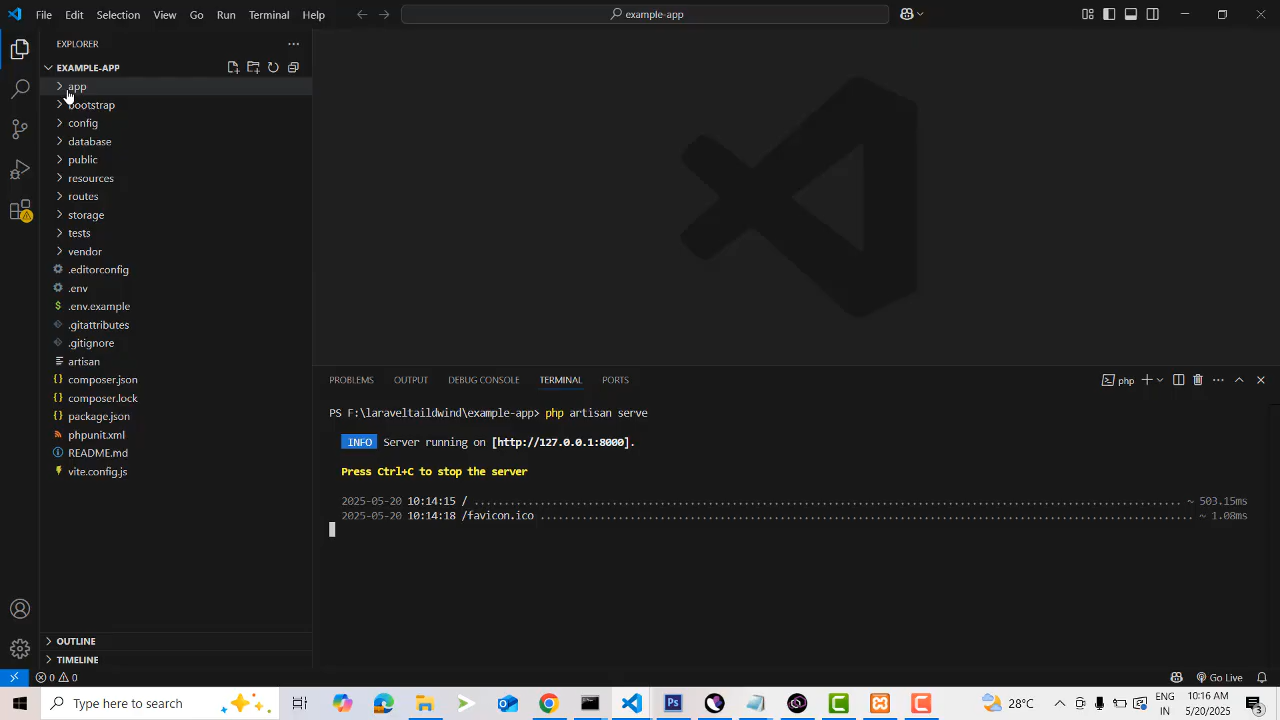 File Edit Selection View Go Run Terminal Help
example-app
EXPLORER
EXAMPLE-APP
app
bootstrap
config
database
public
resources
routes
storage
tests
vendor
.editorconfig
.env
.env.example
.gitattributes
.gitignore
artisan
composer.json
composer.lock
package.json
phpunit.xml
README.md
vite.config.js
OUTLINE
TIMELINE
PROBLEMS OUTPUT DEBUG CONSOLE TERMINAL PORTS
php
PS F:\laraveltaildwind\example-app> php artisan serve
INFO Server running on [http://127.0.0.1:8000].
Press Ctrl+C to stop the server
2025-05-20 10:14:15 / ~ 503.15ms
2025-05-20 10:14:18 /favicon.ico ~ 1.08ms
0 0
Go Live
Type here to search
28°C
ENG
IN
10:16 AM
5/20/2025
3